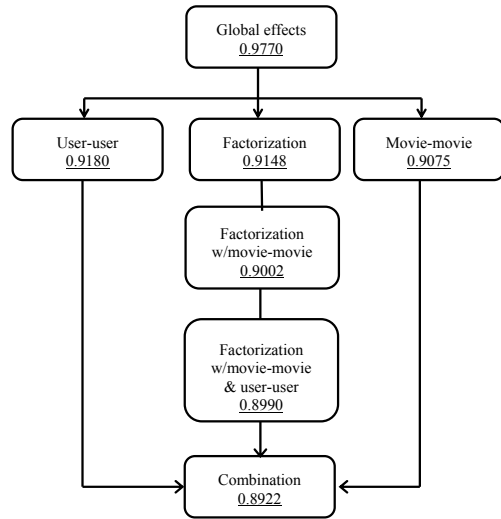 Global effects
0.9770
User-user
0.9180
Factorization
0.9148
Movie-movie
0.9075
Factorization
w/movie-movie
0.9002
Factorization
w/movie-movie
& user-user
0.8990
Combination
0.8922